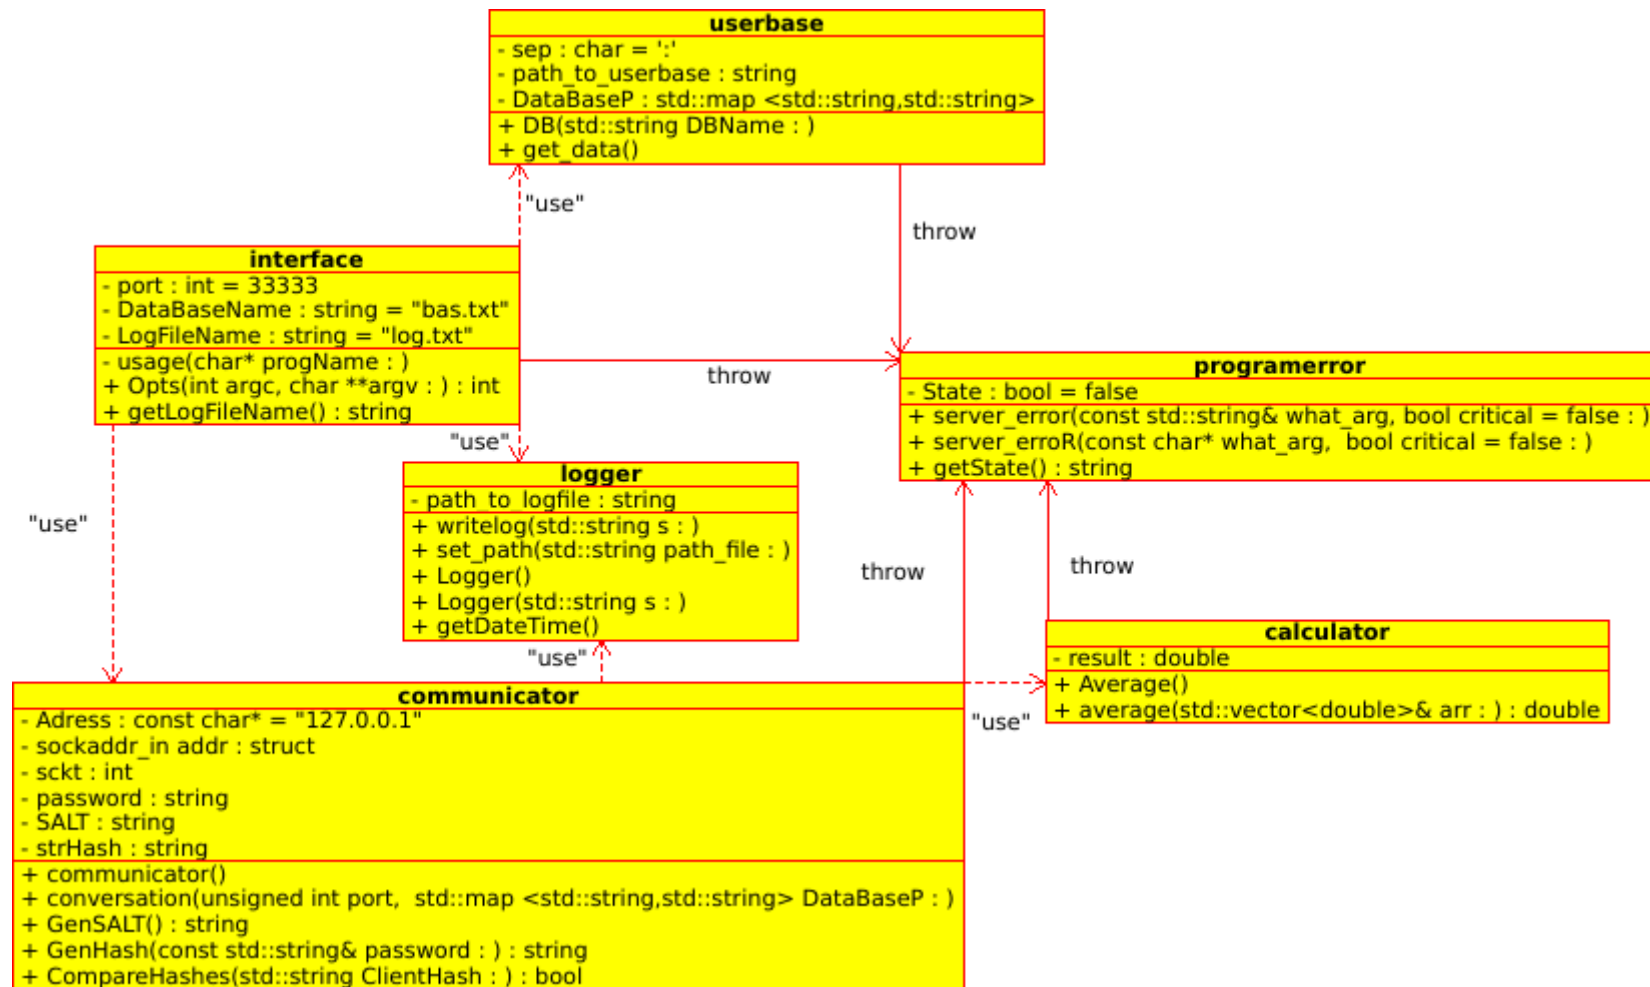 userbase
- sep : char = ':'
- path_to_userbase : string
- DataBaseP : std::map <std::string,std::string>
+ DB(std::string DBName : )
+ get_data()
"use"
throw
interface
- port : int = 33333
- DataBaseName : string = "bas.txt"
- LogFileName : string = "log.txt"
- usage(char* progName : )
+ Opts(int argc, char **argv : ) : int
+ getLogFileName() : string
throw
programerror
- State : bool = false
+ server_error(const std::string& what_arg, bool critical = false : )
+ server_erroR(const char* what_arg,  bool critical = false : )
+ getState() : string
"use"
logger
- path_to_logfile : string
+ writelog(std::string s : )
+ set_path(std::string path_file : )
+ Logger()
+ Logger(std::string s : )
+ getDateTime()
"use"
throw
throw
"use"
calculator
- result : double
+ Average()
+ average(std::vector<double>& arr : ) : double
"use"
communicator
- Adress : const char* = "127.0.0.1"
- sockaddr_in addr : struct
- sckt : int
- password : string
- SALT : string
- strHash : string
+ communicator()
+ conversation(unsigned int port,  std::map <std::string,std::string> DataBaseP : )
+ GenSALT() : string
+ GenHash(const std::string& password : ) : string
+ CompareHashes(std::string ClientHash : ) : bool